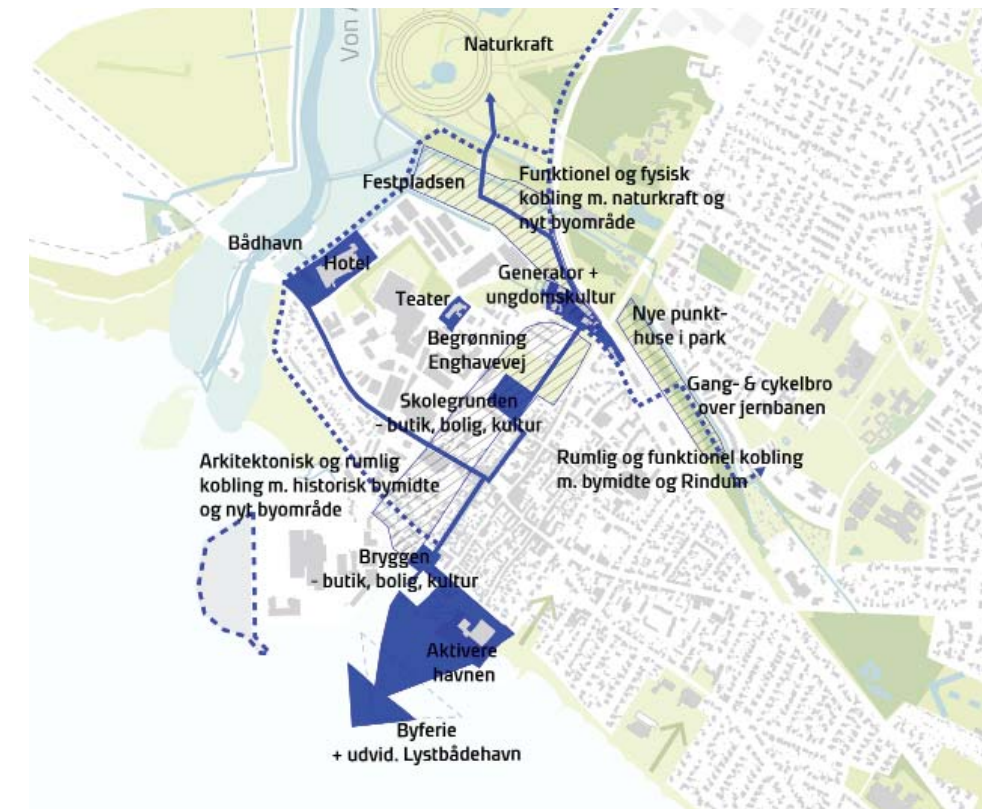 Von
Naturkraft
Festpladsen
Funktionel og fysisk
kobling m. naturkraft og
nyt byområde
Bådhavn
Hotel
Generator +
ungdomskultur
Teater
Nye punkt-
huse i park
Begrønning
Enghavevej
Gang- & cykelbro
over jernbanen
Skolegrunden
- butik, bolig, kultur
Arkitektonisk og rumlig
kobling m. historisk bymidte
og nyt byområde
Rumlig og funktionel kobling
m. bymidte og Rindum
Bryggen
- butik, bolig, kultur
Aktivere
havnen
Byferie
+ udvid. Lystbådehavn